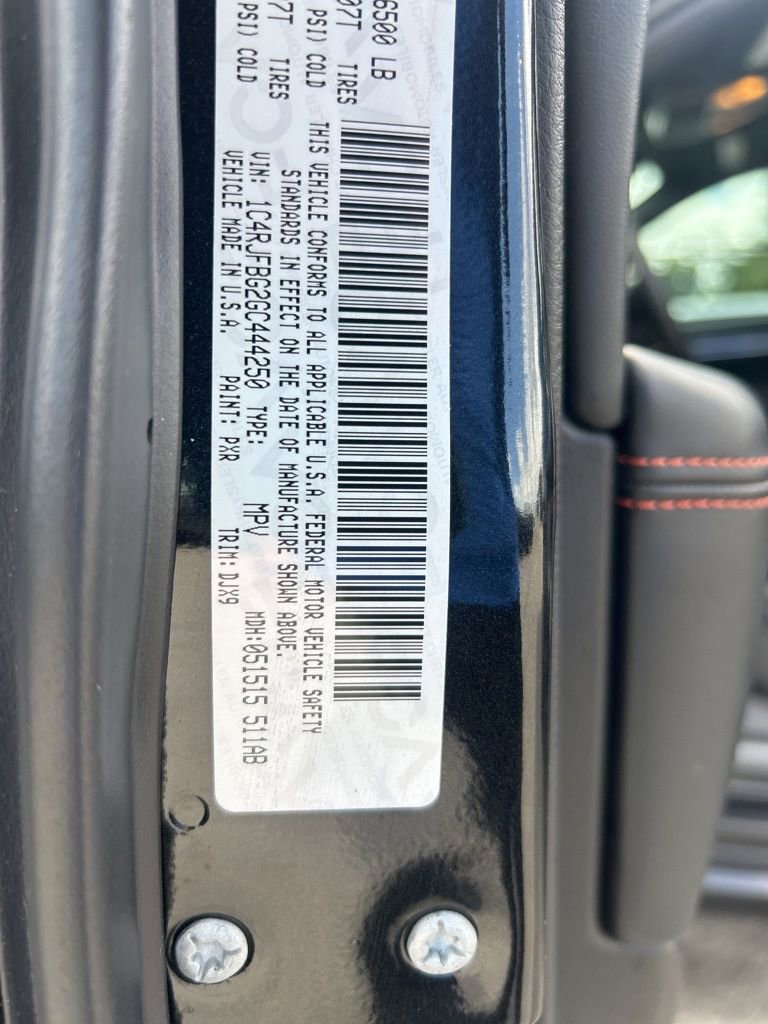 6500 LB
07T TIRES
PSI) COLD
7T TIRES
PSI) COLD
THIS VEHICLE CONFORMS TO ALL APPLICABLE U.S.A. FEDERAL MOTOR VEHICLE SAFETY
STANDARDS IN EFFECT ON THE DATE OF MANUFACTURE SHOWN ABOVE.
VIN: 1C4RJFBG2GC444250 TYPE: MPV MDH:051515 511AB
VEHICLE MADE IN U.S.A. PAINT: PXR TRIM: DJX9